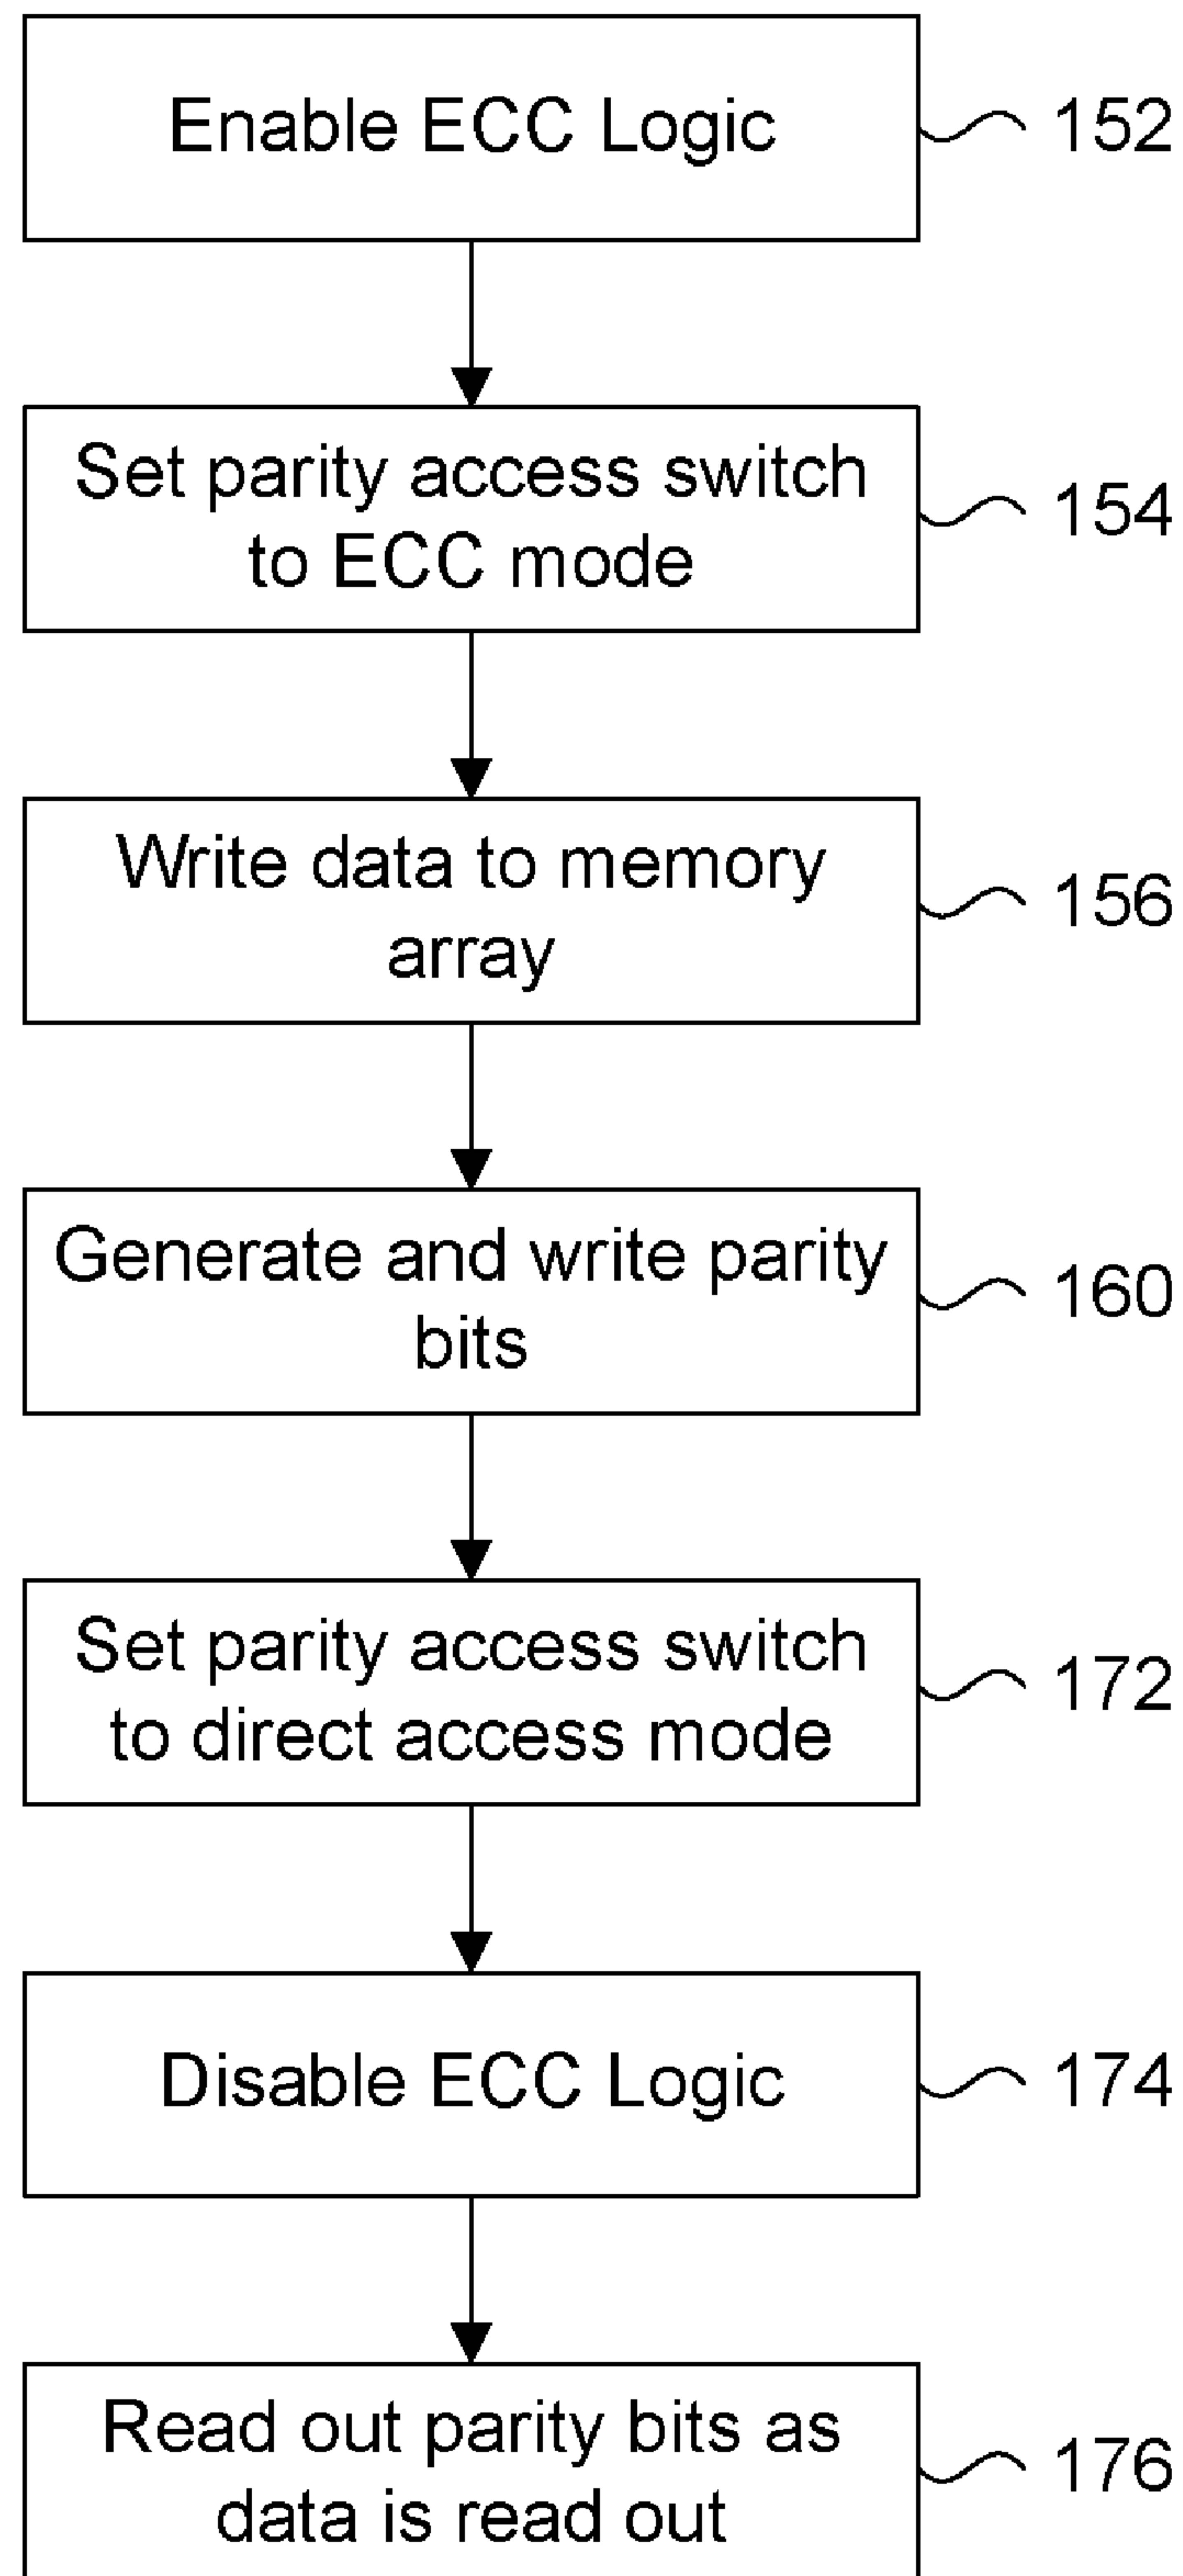 Enable ECC Logic
152
Set parity access switch
to ECC mode
154
Write data to memory
array
156
Generate and write parity
bits
160
Set parity access switch
to direct access mode
172
Disable ECC Logic
174
Read out parity bits as
data is read out
176